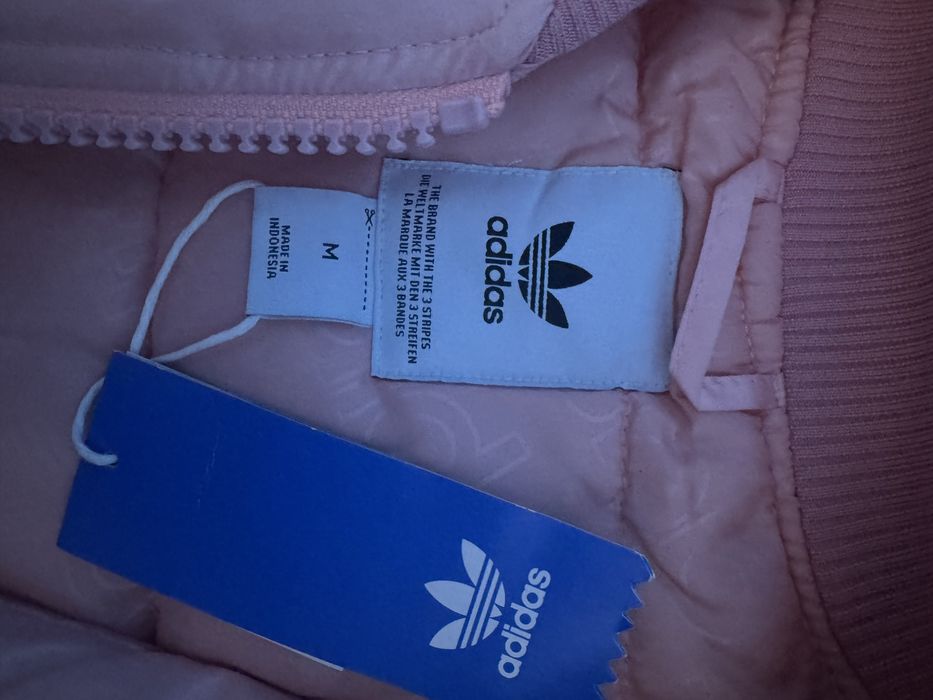 adidas
THE BRAND WITH THE 3 STRIPES
DIE WELTMARKE MIT DEN 3 STREIFEN
LA MARQUE AUX 3 BANDES
M
MADE IN
INDONESIA
adidas